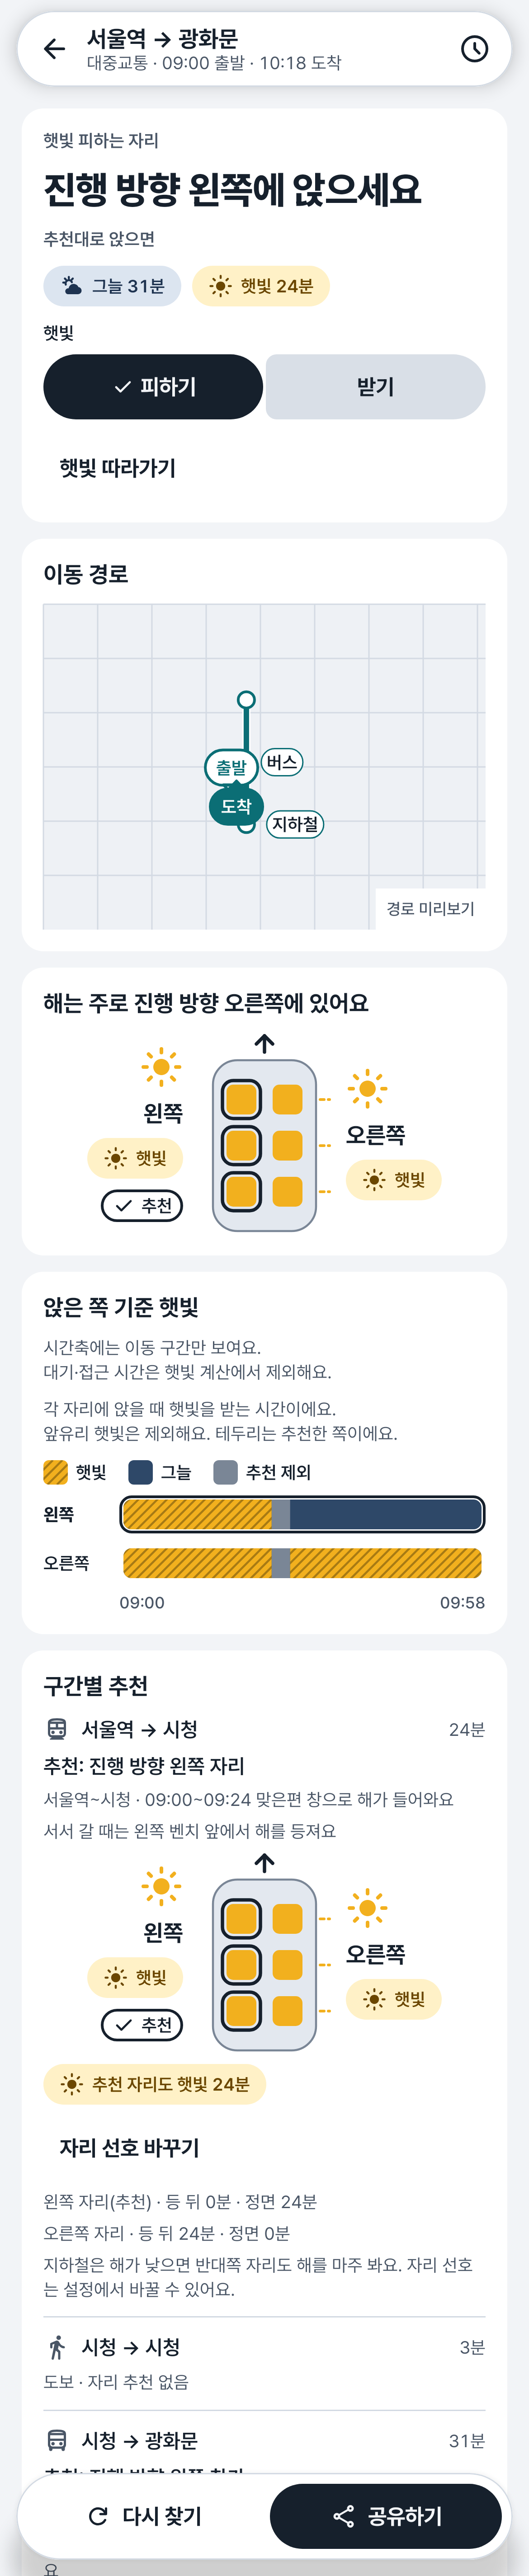 서울역 → 광화문
대중교통 · 09:00 출발 · 10:18 도착
햇빛 피하는 자리
진행 방향 왼쪽에 앉으세요
추천대로 앉으면
그늘 31분
햇빛 24분
햇빛
피하기
받기
햇빛 따라가기
이동 경로
출발
버스
도착
지하철
경로 미리보기
해는 주로 진행 방향 오른쪽에 있어요
왼쪽
햇빛
추천
오른쪽
햇빛
앉은 쪽 기준 햇빛
시간축에는 이동 구간만 보여요.
대기·접근 시간은 햇빛 계산에서 제외해요.
각 자리에 앉을 때 햇빛을 받는 시간이에요.
앞유리 햇빛은 제외해요. 테두리는 추천한 쪽이에요.
햇빛
그늘
추천 제외
왼쪽
오른쪽
09:00
09:58
구간별 추천
서울역 → 시청
24분
추천: 진행 방향 왼쪽 자리
서울역~시청 · 09:00~09:24 맞은편 창으로 해가 들어와요
서서 갈 때는 왼쪽 벤치 앞에서 해를 등져요
왼쪽
햇빛
추천
오른쪽
햇빛
추천 자리도 햇빛 24분
자리 선호 바꾸기
왼쪽 자리(추천) · 등 뒤 0분 · 정면 24분
오른쪽 자리 · 등 뒤 24분 · 정면 0분
지하철은 해가 낮으면 반대쪽 자리도 해를 마주 봐요. 자리 선호
는 설정에서 바꿀 수 있어요.
시청 → 시청
3분
도보 · 자리 추천 없음
시청 → 광화문
31분
다시 찾기
공유하기